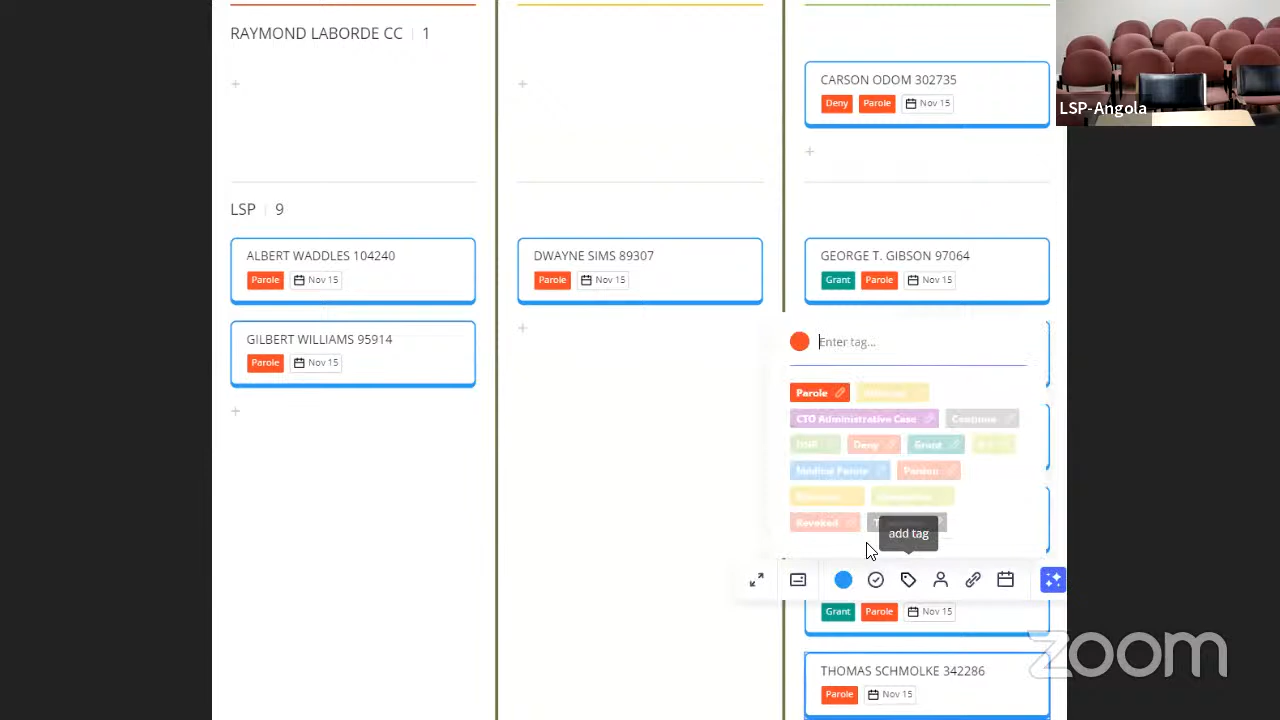 RAYMOND LABORDE CC | 1
+
+
CARSON ODOM 302735
Deny Parole Nov 15
+
LSP-Angola
LSP | 9
ALBERT WADDLES 104240
Parole Nov 15
GILBERT WILLIAMS 95914
Parole Nov 15
+
DWAYNE SIMS 89307
Parole Nov 15
+
GEORGE T. GIBSON 97064
Grant Parole Nov 15
Enter tag...
Parole
CTO Administrative Case Continue
Deny Grant
Medical Parole Pardon
Revoked
add tag
Grant Parole Nov 15
THOMAS SCHMOLKE 342286
Parole Nov 15
zoom